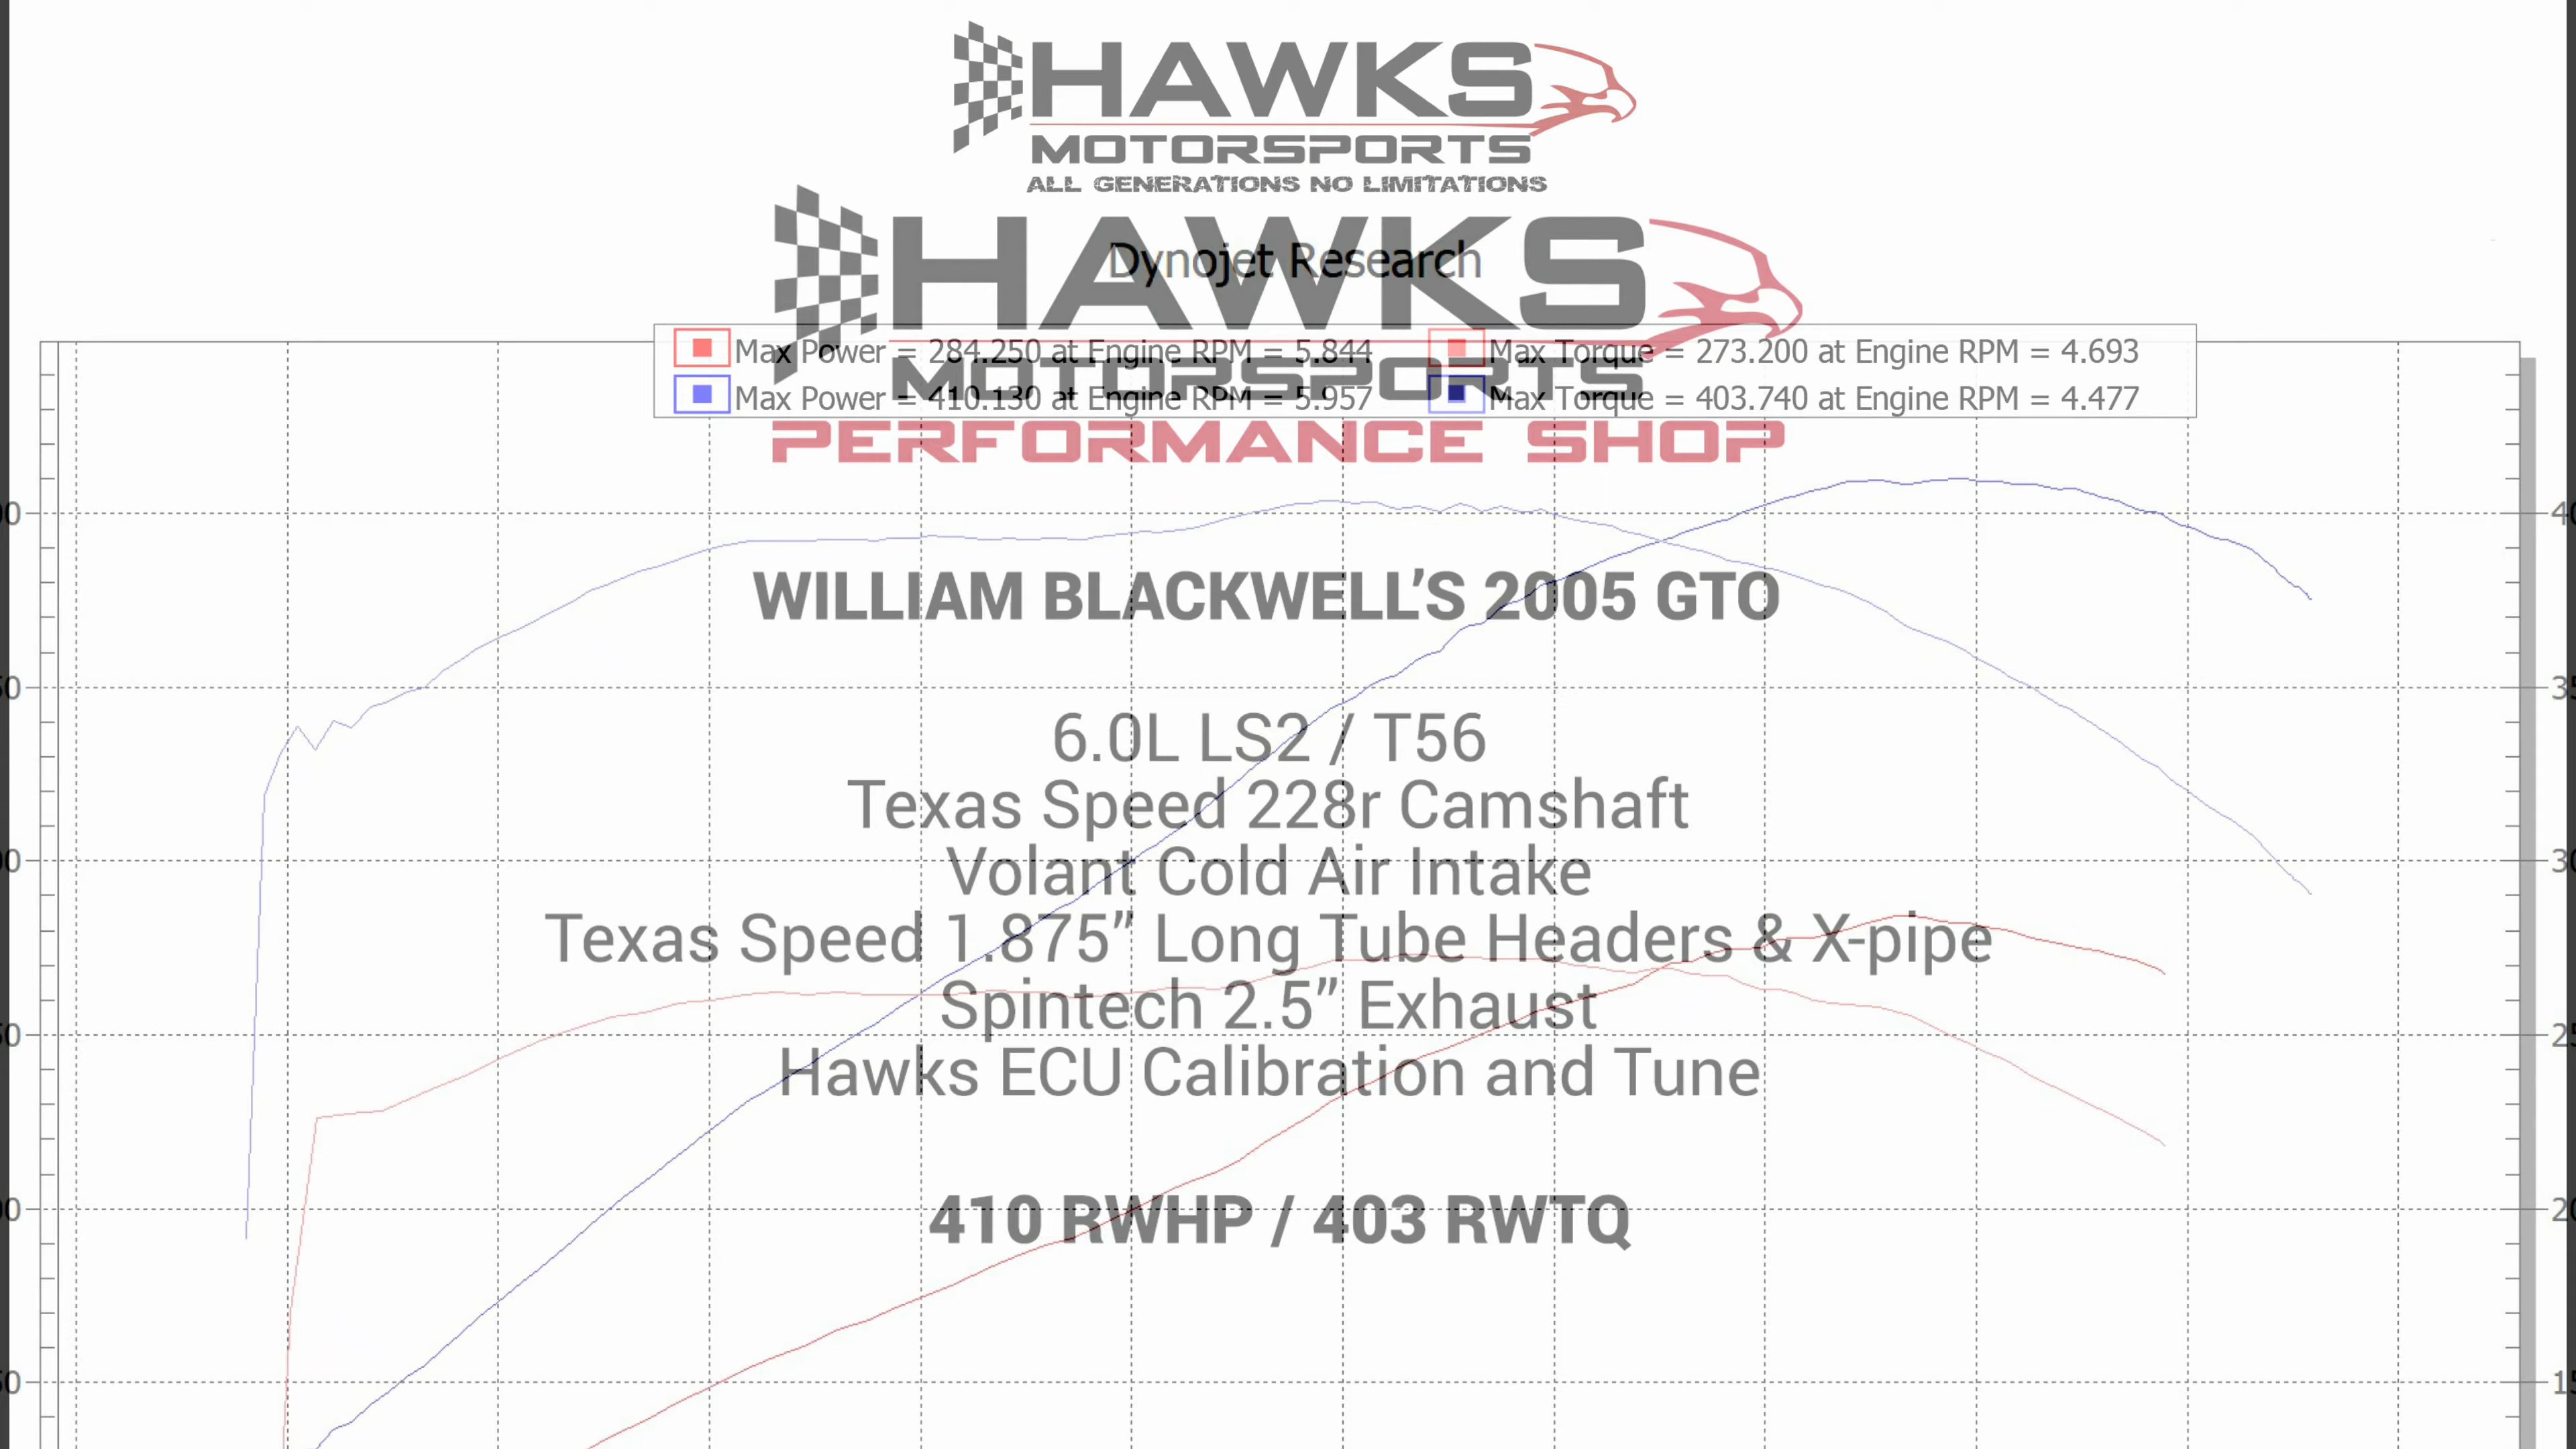 HAWKS
MOTORSPORTS
ALL GENERATIONS NO LIMITATIONS
HAWKS
Dynojet Research
MOTORSPORTS
Max Power = 284.250 at Engine RPM = 5.844
Max Torque = 273.200 at Engine RPM = 4.693
Max Power = 410.130 at Engine RPM = 5.957
Max Torque = 403.740 at Engine RPM = 4.477
PERFORMANCE SHOP
WILLIAM BLACKWELL’S 2005 GTO
6.0L LS2 / T56
Texas Speed 228r Camshaft
Volant Cold Air Intake
Texas Speed 1.875” Long Tube Headers & X-pipe
Spintech 2.5” Exhaust
Hawks ECU Calibration and Tune
410 RWHP / 403 RWTQ